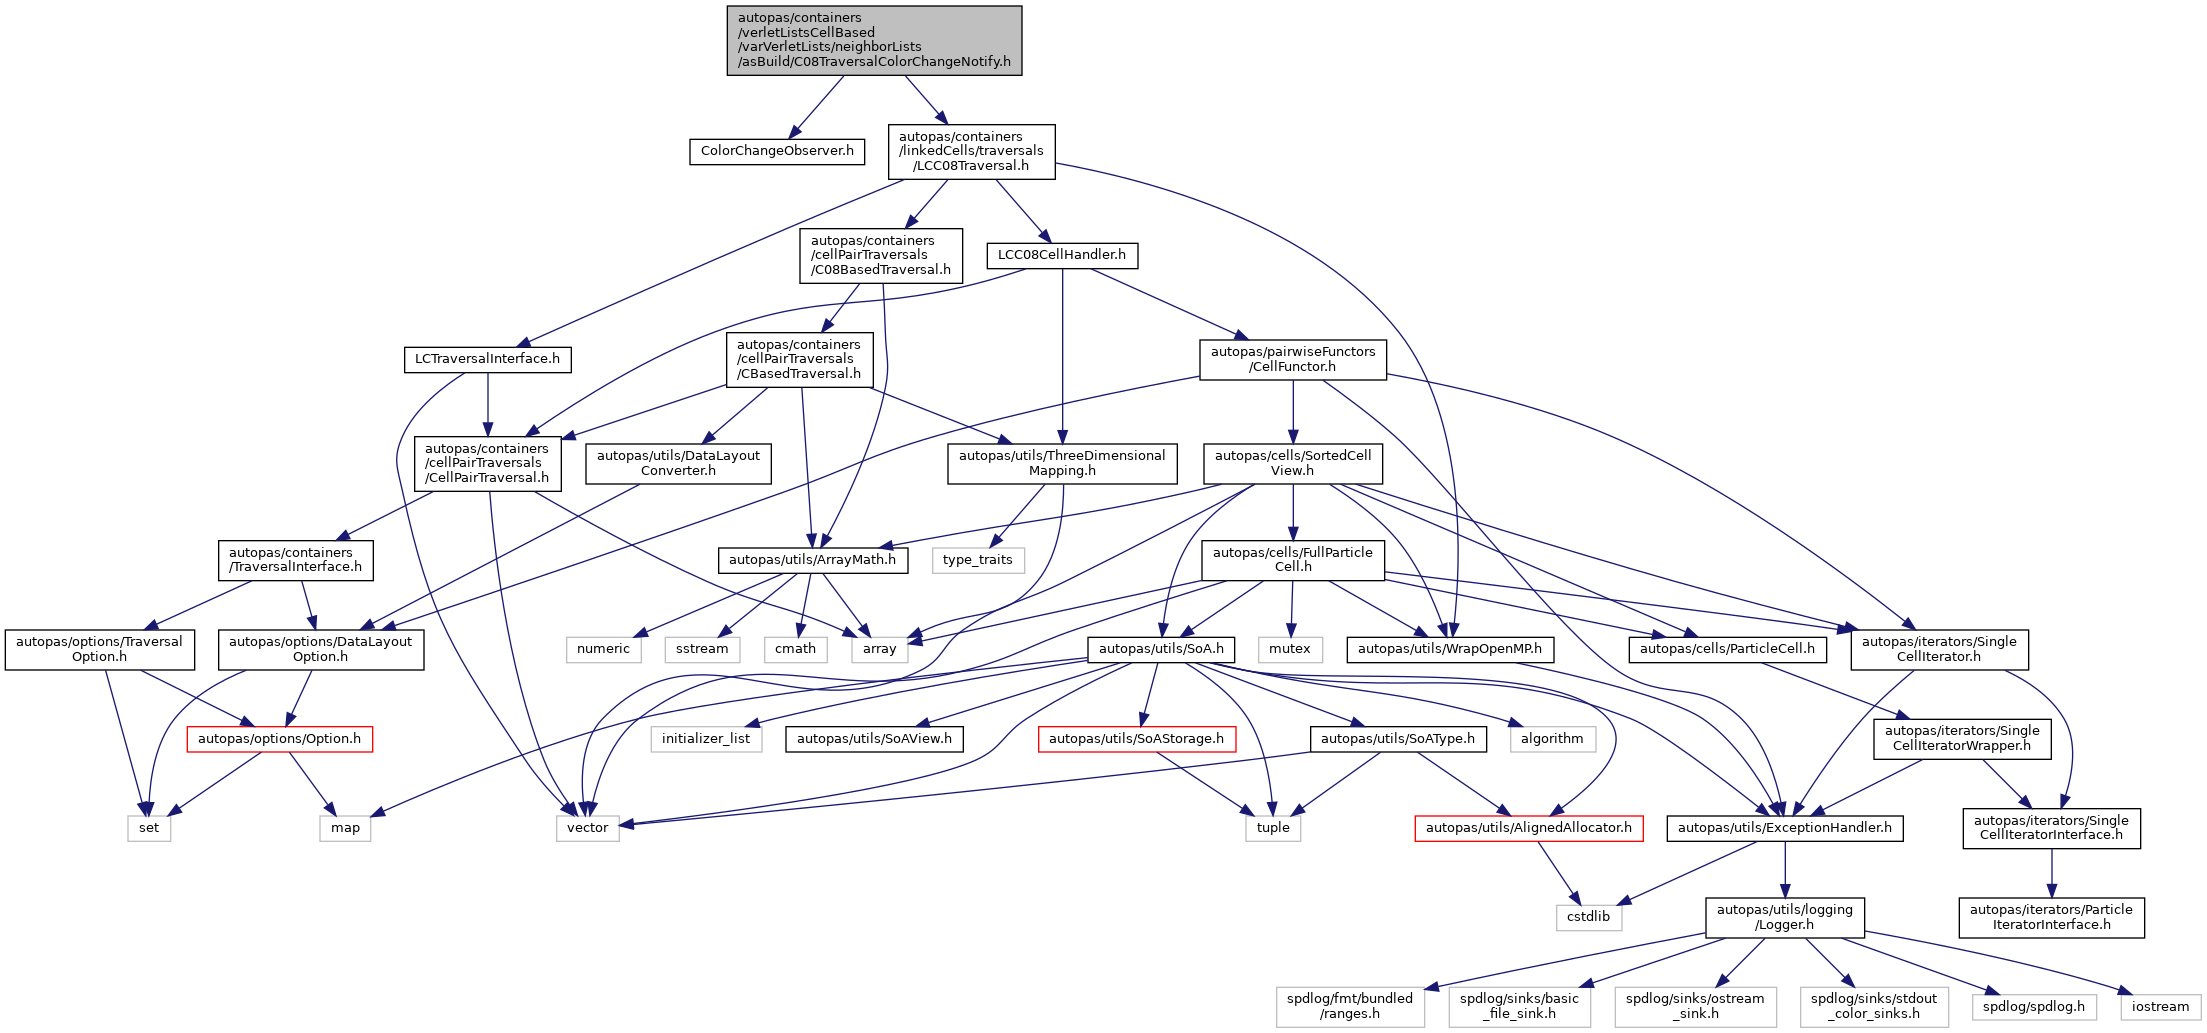 autopas/containers
/verletListsCellBased
/varVerletLists/neighborLists
/asBuild/C08TraversalColorChangeNotify.h
ColorChangeObserver.h
autopas/containers
/linkedCells/traversals
/LCC08Traversal.h
autopas/containers
/cellPairTraversals
/C08BasedTraversal.h
LCC08CellHandler.h
LCTraversalInterface.h
autopas/containers
/cellPairTraversals
/CBasedTraversal.h
autopas/pairwiseFunctors
/CellFunctor.h
autopas/containers
/cellPairTraversals
/CellPairTraversal.h
autopas/utils/DataLayout
Converter.h
autopas/utils/ThreeDimensional
Mapping.h
autopas/cells/SortedCell
View.h
autopas/containers
/TraversalInterface.h
autopas/utils/ArrayMath.h
type_traits
autopas/cells/FullParticle
Cell.h
autopas/options/Traversal
Option.h
autopas/options/DataLayout
Option.h
numeric
sstream
cmath
array
autopas/utils/SoA.h
mutex
autopas/utils/WrapOpenMP.h
autopas/cells/ParticleCell.h
autopas/iterators/Single
CellIterator.h
autopas/options/Option.h
initializer_list
autopas/utils/SoAView.h
autopas/utils/SoAStorage.h
autopas/utils/SoAType.h
algorithm
autopas/iterators/Single
CellIteratorWrapper.h
set
map
vector
tuple
autopas/utils/AlignedAllocator.h
autopas/utils/ExceptionHandler.h
autopas/iterators/Single
CellIteratorInterface.h
cstdlib
autopas/utils/logging
/Logger.h
autopas/iterators/Particle
IteratorInterface.h
spdlog/fmt/bundled
/ranges.h
spdlog/sinks/basic
_file_sink.h
spdlog/sinks/ostream
_sink.h
spdlog/sinks/stdout
_color_sinks.h
spdlog/spdlog.h
iostream